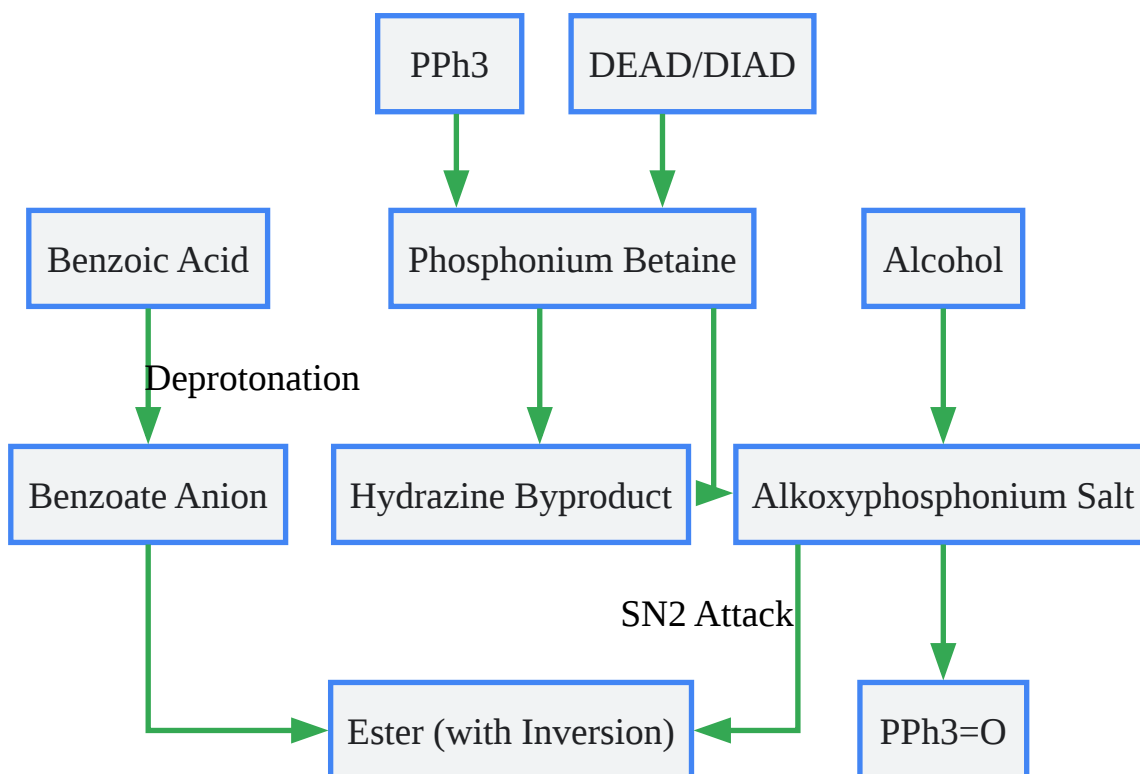 PPh3
DEAD/DIAD
Benzoic Acid
Phosphonium Betaine
Alcohol
Deprotonation
Benzoate Anion
Hydrazine Byproduct
Alkoxyphosphonium Salt
SN2 Attack
Ester (with Inversion)
PPh3=O